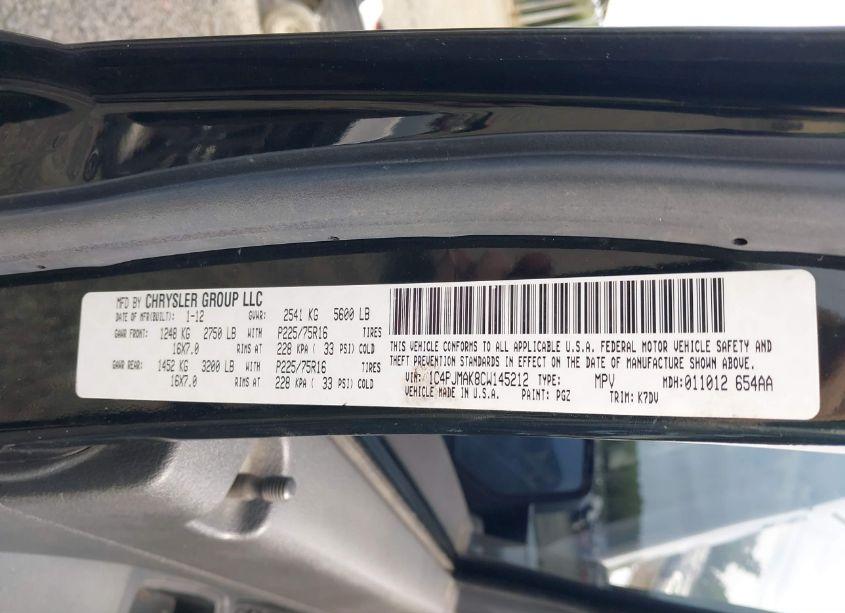 MFD BY CHRYSLER GROUP LLC
DATE OF MFR(BUILT): 1-12 GVWR: 2541 KG 5600 LB
GAWR FRONT: 1248 KG 2750 LB WITH P225/75R16 TIRES
16X7.0 RIMS AT 228 KPA ( 33 PSI) COLD
GAWR REAR: 1452 KG 3200 LB WITH P225/75R16 TIRES
16X7.0 RIMS AT 228 KPA ( 33 PSI) COLD
THIS VEHICLE CONFORMS TO ALL APPLICABLE U.S.A. FEDERAL MOTOR VEHICLE SAFETY AND
THEFT PREVENTION STANDARDS IN EFFECT ON THE DATE OF MANUFACTURE SHOWN ABOVE.
VIN: 1C4PJMAK8CW145212 TYPE: MPV MDH: 011012 654AA
VEHICLE MADE IN U.S.A. PAINT: PGZ TRIM: K7DV